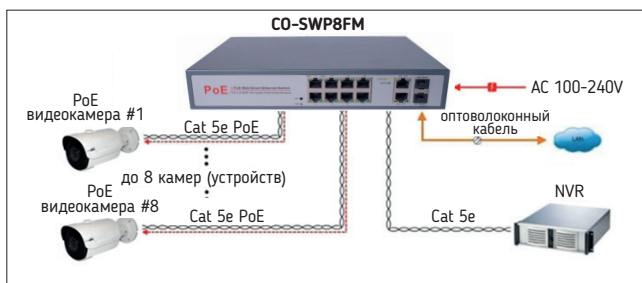 CO-SWP8FM
PoE
AC 100-240V
PoE
видеокамера #1
Cat 5e PoE
оптоволоконный
кабель
LAN
до 8 камер (устройств)
PoE
видеокамера #8
NVR
Cat 5e PoE
Cat 5e